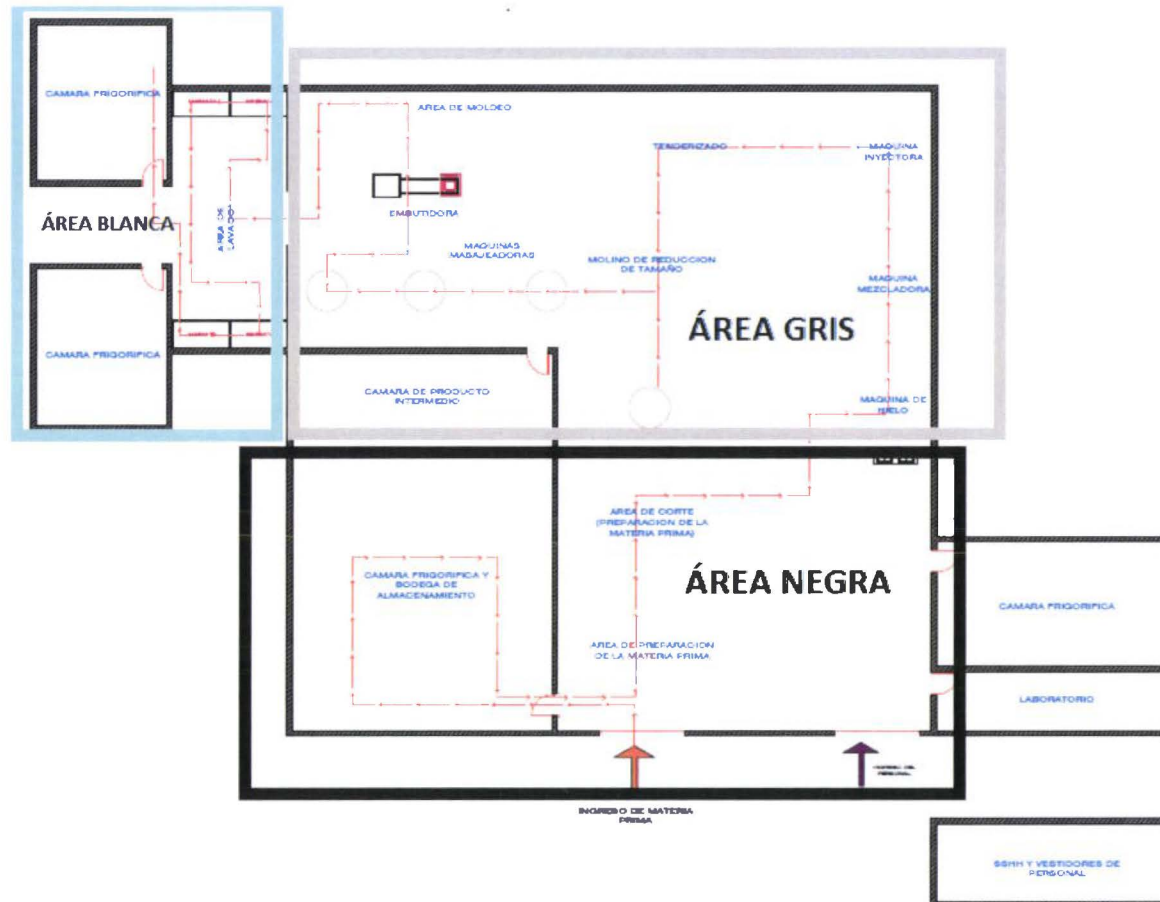 CAMARA FRIGORIFICA
ÁREA BLANCA
AREA DE
LAVADO
CAMARA FRIGORIFICA
AREA DE MOLDEO
EMBUTIDORA
MAQUINAS
MASAJEADORAS
TENDERIZADO
MAQUINA
INYECTORA
MOLINO DE REDUCCION
DE TAMAÑO
MAQUINA
MEZCLADORA
ÁREA GRIS
MAQUINA DE
HIELO
CAMARA DE PRODUCTO
INTERMEDIO
AREA DE CORTE
(PREPARACION DE LA
MATERIA PRIMA)
CAMARA FRIGORIFICA Y
BODEGA DE
ALMACENAMIENTO
ÁREA NEGRA
AREA DE PREPARACION
DE LA MATERIA PRIMA
CAMARA FRIGORIFICA
LABORATORIO
INGRESO DEL
PERSONAL
INGRESO DE MATERIA
PRIMA
SSHH Y VESTIDORES DE
PERSONAL